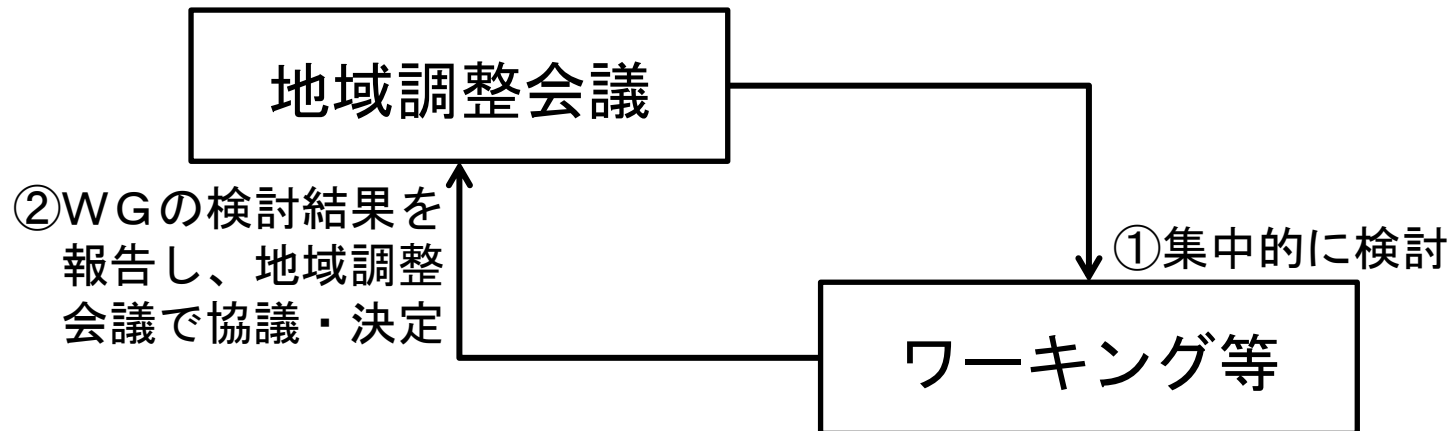 地域調整会議
①集中的に検討
②ＷＧの検討結果を
報告し、地域調整
会議で協議・決定
ワーキング等